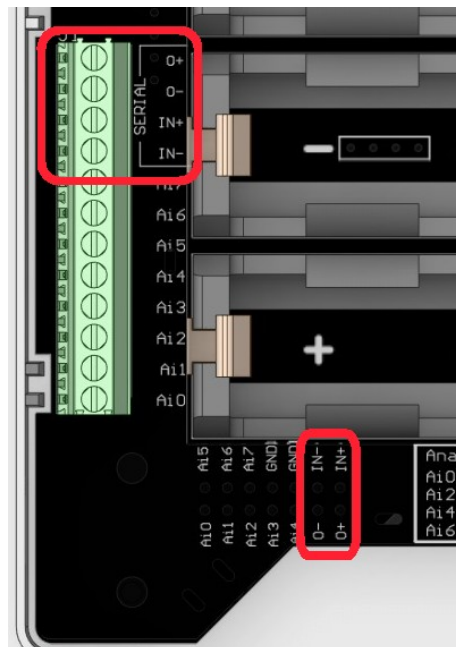 J1
SERIAL
O+
O-
IN+
IN-
Ai7
Ai6
Ai5
Ai4
Ai3
Ai2
Ai1
Ai0
Ai5 Ai6 Ai7 GND GND IN- IN+
Ai0 Ai1 Ai2 Ai3 Ai4 O- O+
Ana
Ai0
Ai2
Ai4
Ai6